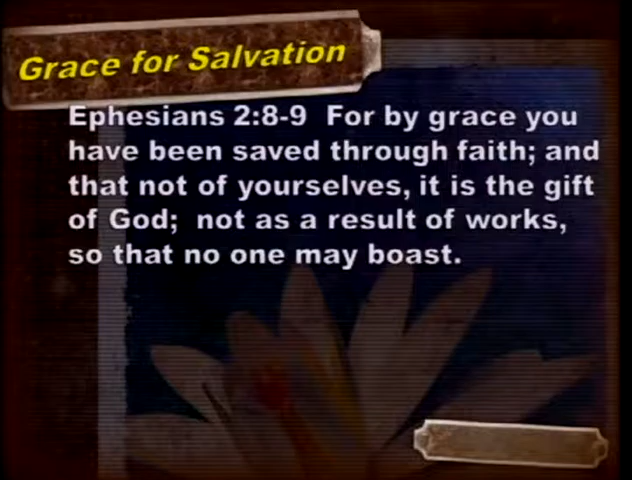 Grace for Salvation
Ephesians 2:8-9  For by grace you
have been saved through faith; and
that not of yourselves, it is the gift
of God;  not as a result of works,
so that no one may boast.